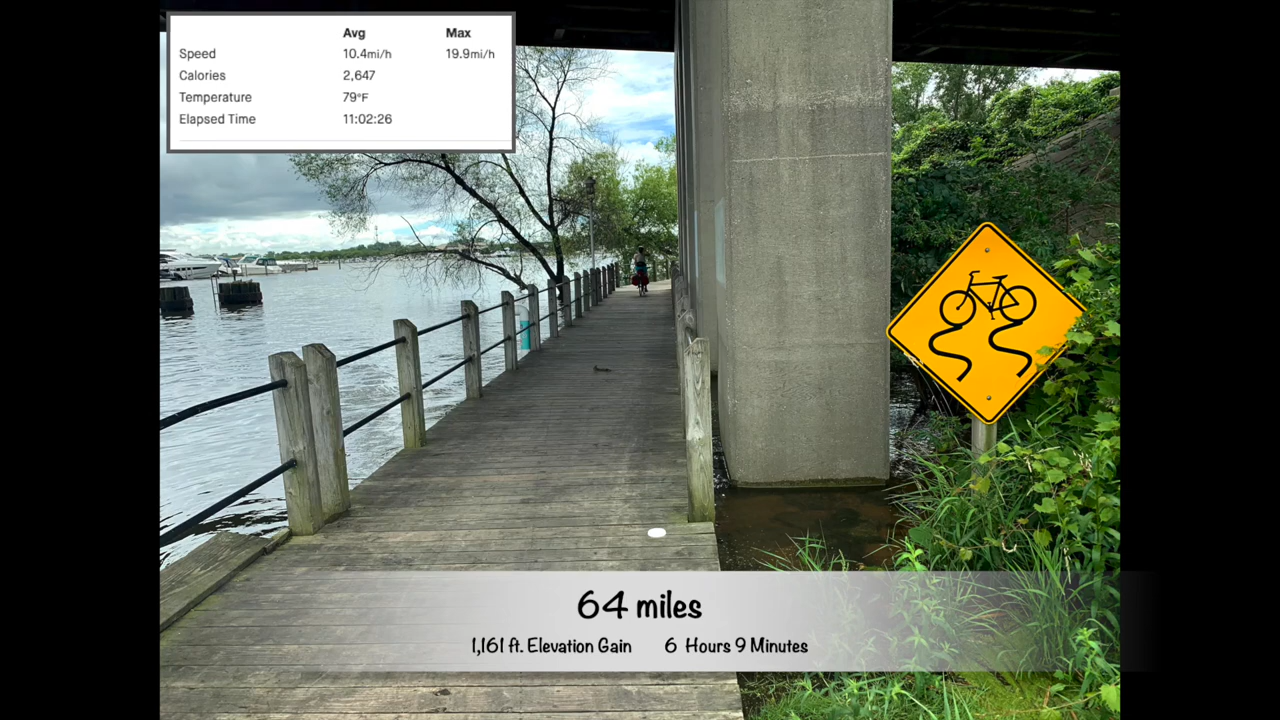 Avg Max
Speed 10.4mi/h 19.9mi/h
Calories 2,647
Temperature 79°F
Elapsed Time 11:02:26
64 miles
1,161 ft. Elevation Gain 6 Hours 9 Minutes